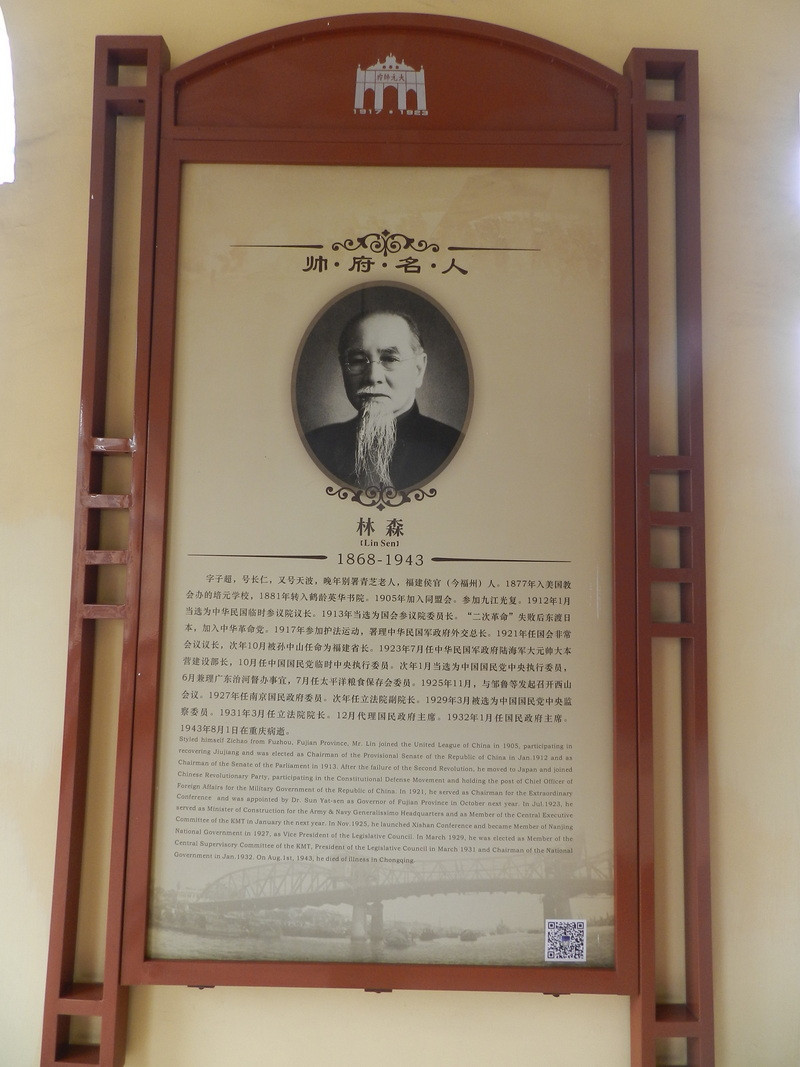 大元帅府
1917 • 1923
帅·府·名·人
林森
(Lin Sen)
1868-1943
字子超，号长仁，又号天波，晚年别署青芝老人，福建侯官（今福州）人。1877年入美国教
会办的培元学校，1881年转入鹤龄英华书院。1905年加入同盟会。参加九江光复。1912年1月
当选为中华民国临时参议院议长。1913年当选为国会参议院委员长。“二次革命”失败后东渡日
本，加入中华革命党。1917年参加护法运动，署理中华民国军政府外交总长。1921年任国会非常
会议议长，次年10月被孙中山任命为福建省长。1923年7月任中华民国军政府陆海军大元帅大本
营建设部长，10月任中国国民党临时中央执行委员。次年1月当选为中国国民党中央执行委员，
6月兼理广东治河督办事宜，7月任太平洋粮食保存会委员。1925年11月，与邹鲁等发起召开西山
会议。1927年任南京国民政府委员。次年任立法院副院长。1929年3月被选为中国国民党中央监
察委员。1931年3月任立法院院长。12月代理国民政府主席。1932年1月任国民政府主席。
1943年8月1日在重庆病逝。
Styled himself Zichao from Fuzhou, Fujian Province, Mr. Lin joined the United League of China in 1905, participating in
recovering Jiujiang and was elected as Chairman of the Provisional Senate of the Republic of China in Jan.1912 and as
Chairman of the Senate of the Parliament in 1913. After the failure of the Second Revolution, he moved to Japan and joined
Chinese Revolutionary Party, participating in the Constitutional Defense Movement and holding the post of Chief Officer of
Foreign Affairs for the Military Government of the Republic of China. In 1921, he served as Chairman for the Extraordinary
Conference and was appointed by Dr. Sun Yat-sen as Governor of Fujian Province in October next year. In Jul.1923, he
served as Minister of Construction for the Army & Navy Generalissimo Headquarters and as Member of the Central Executive
Committee of the KMT in January the next year. In Nov.1925, he launched Xishan Conference and became Member of Nanjing
National Government in 1927, as Vice President of the Legislative Council. In March 1929, he was elected as Member of the
Central Supervisory Committee of the KMT, President of the Legislative Council in March 1931 and Chairman of the National
Government in Jan.1932. On Aug.1st, 1943, he died of illness in Chongqing.